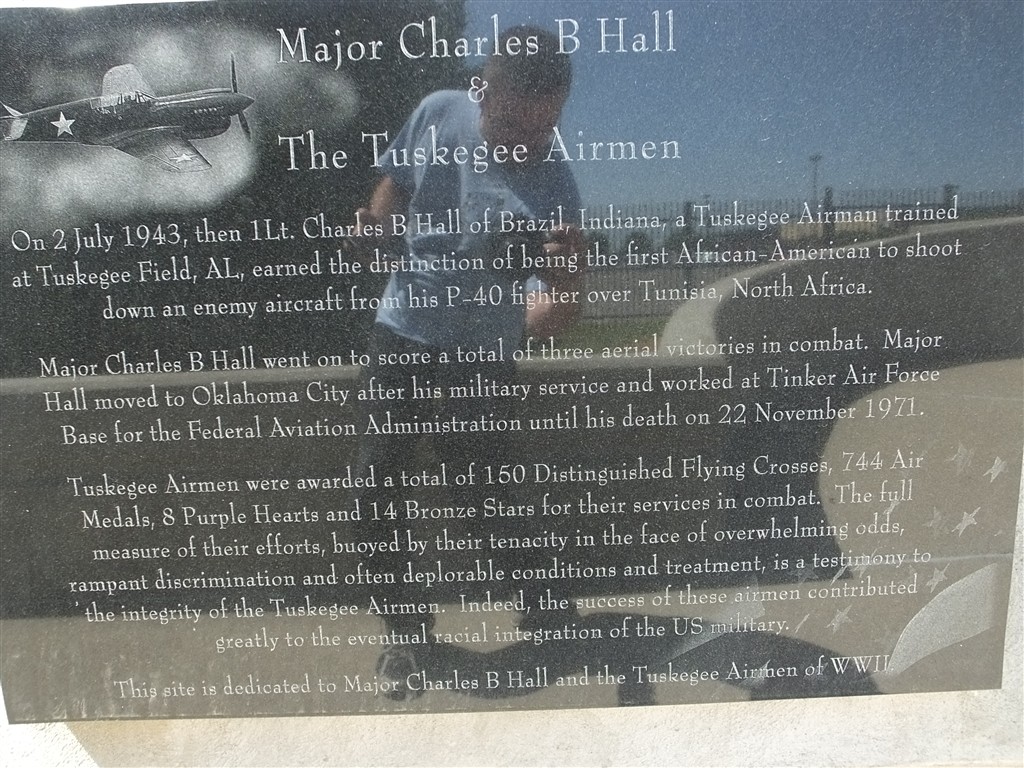 Major Charles B Hall
&
The Tuskegee Airmen
On 2 July 1943, then 1Lt. Charles B Hall of Brazil, Indiana, a Tuskegee Airman trained
at Tuskegee Field, AL, earned the distinction of being the first African-American to shoot
down an enemy aircraft from his P-40 fighter over Tunisia, North Africa.
Major Charles B Hall went on to score a total of three aerial victories in combat. Major
Hall moved to Oklahoma City after his military service and worked at Tinker Air Force
Base for the Federal Aviation Administration until his death on 22 November 1971.
Tuskegee Airmen were awarded a total of 150 Distinguished Flying Crosses, 744 Air
Medals, 8 Purple Hearts and 14 Bronze Stars for their services in combat. The full
measure of their efforts, buoyed by their tenacity in the face of overwhelming odds,
rampant discrimination and often deplorable conditions and treatment, is a testimony to
the integrity of the Tuskegee Airmen. Indeed, the success of these airmen contributed
greatly to the eventual racial integration of the US military.
This site is dedicated to Major Charles B Hall and the Tuskegee Airmen of WWII.